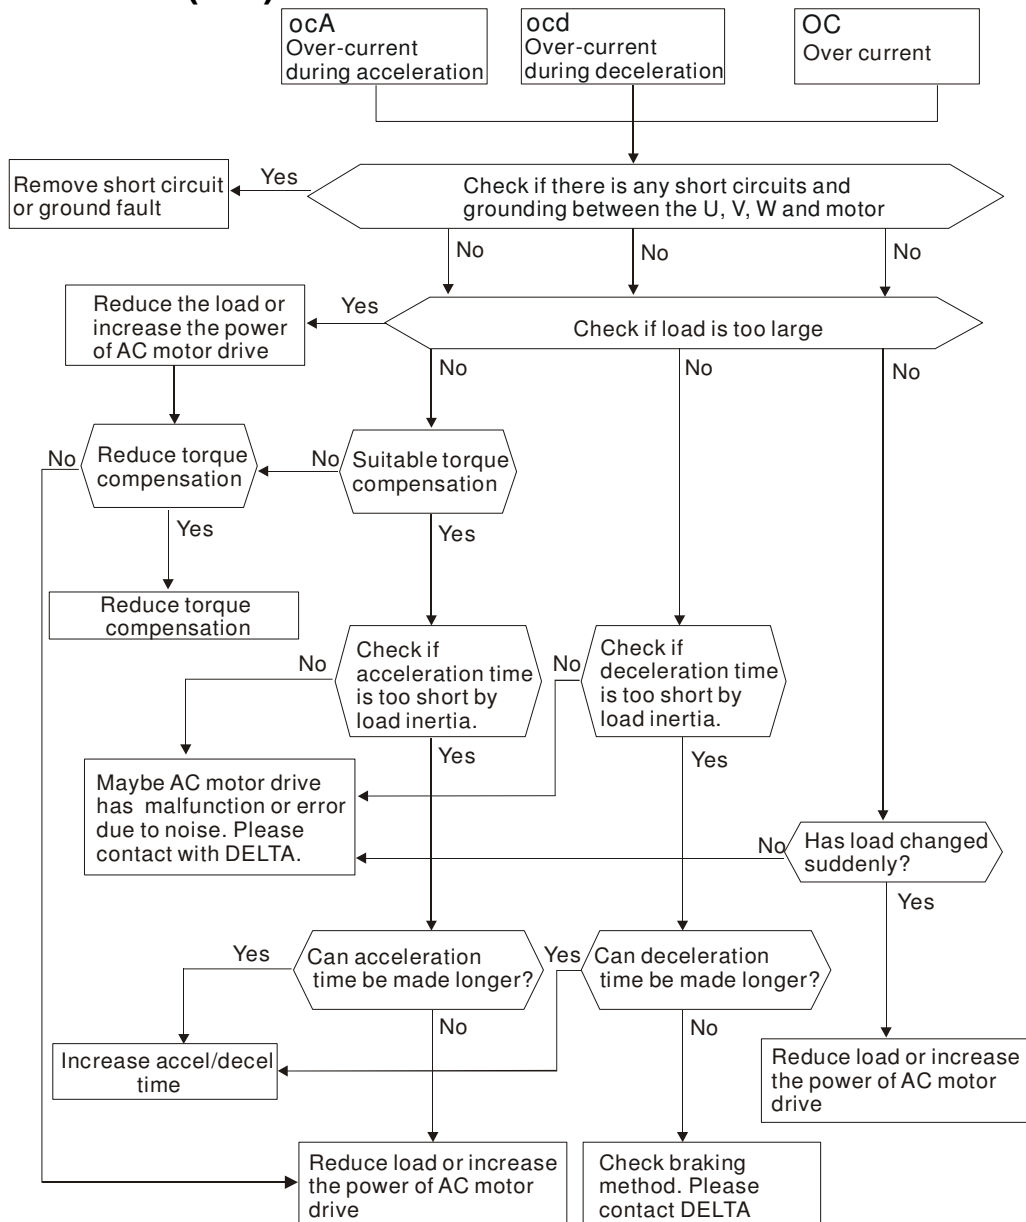 ocA
Over-current
during acceleration
ocd
Over-current
during deceleration
OC
Over current
Yes
Remove short circuit
or ground fault
Check if there is any short circuits and
grounding between the U, V, W and motor
No
No
No
Reduce the load or
increase the power
of AC motor drive
Yes
Check if load is too large
No
No
No
No
Reduce torque
compensation
No
Suitable torque
compensation
Yes
Yes
Reduce torque
compensation
No
Check if
acceleration time
is too short by
load inertia.
No
Check if
deceleration time
is too short by
load inertia.
Yes
Yes
Maybe AC motor drive
has malfunction or error
due to noise. Please
contact with DELTA.
No
Has load changed
suddenly?
Yes
Yes
Can acceleration
time be made longer?
Yes
Can deceleration
time be made longer?
No
No
Increase accel/decel
time
Reduce load or increase
the power of AC motor
drive
Reduce load or increase
the power of AC motor
drive
Check braking
method. Please
contact DELTA